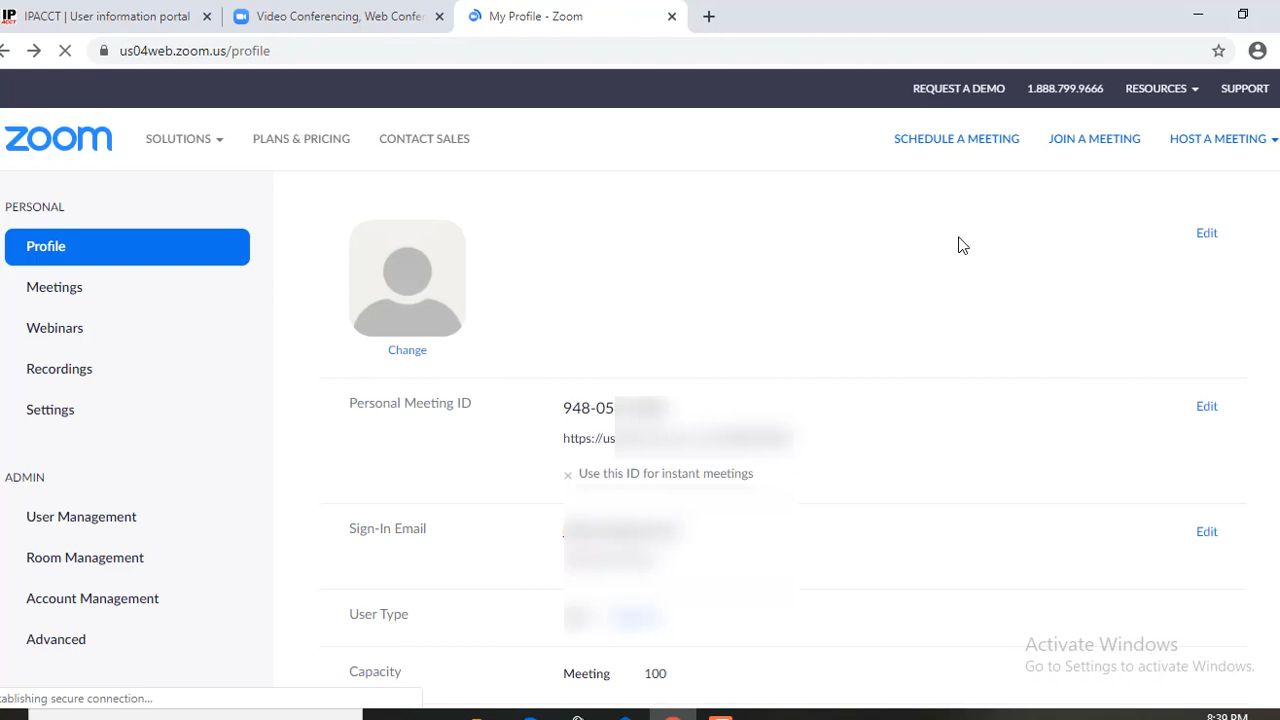 IPACCT | User information portal
Video Conferencing, Web Confer
My Profile - Zoom
us04web.zoom.us/profile
REQUEST A DEMO 1.888.799.9666 RESOURCES SUPPORT
zoom SOLUTIONS PLANS & PRICING CONTACT SALES SCHEDULE A MEETING JOIN A MEETING HOST A MEETING
PERSONAL
Profile
Meetings
Webinars
Recordings
Settings
ADMIN
User Management
Room Management
Account Management
Advanced
Edit
Change
Personal Meeting ID 948-05 Edit
https://us
Use this ID for instant meetings
Sign-In Email Edit
User Type
Capacity Meeting 100
Activate Windows
Go to Settings to activate Windows.
tablishing secure connection...
8:39 PM